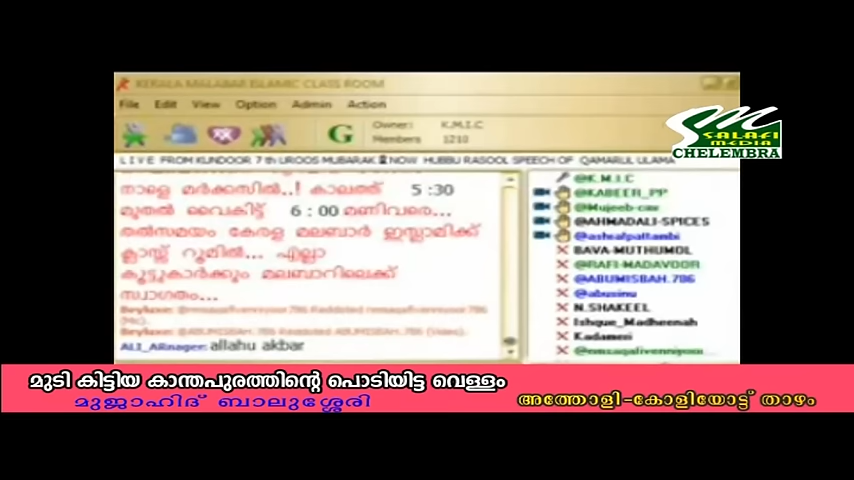 KERALA MALABAR ISLAMIC CLASS ROOM
File Edit View Option Admin Action
Owner: K.M.I.C
Members 1210
SALAFI MEDIA
CHELEMBRA
LIVE FROM KUNDOOR 7 th UROOS MUBARAK NOW HUBBU RASOOL SPEECH OF QAMARUL ULAMA
നാളെ മർക്കസിൽ..! കാലത്ത് 5 :30
മുതൽ വൈകിട്ട് 6 : 00 മണിവരെ...
തൽസമയം കേരള മലബാർ ഇസ്ലാമിക്ക്
ക്ലാസ്സ് റൂമിൽ... എല്ലാ
കൂട്ടുകാർക്കും മലബാറിലെക്ക്
സ്വാഗതം...
ALI_ARnager: allahu akbar
@K.M.I.C
@KABEER_PP
@Mujeeb-cmr
@AHMADALI-SPICES
@ashrafpattambi
BAVA-MUTHUMOL
@RAFI-MADAVOOR
@ABUMISBAH.786
@abusinu
N.SHAKEEL
Ishque_Madheenah
Kadameri
മുടി കിട്ടിയ കാന്തപുരത്തിന്റെ പൊടിയിട്ട വെള്ളം
മുജാഹിദ് ബാലുശ്ശേരി
അത്തോളി-കോളിയോട്ട് താഴം